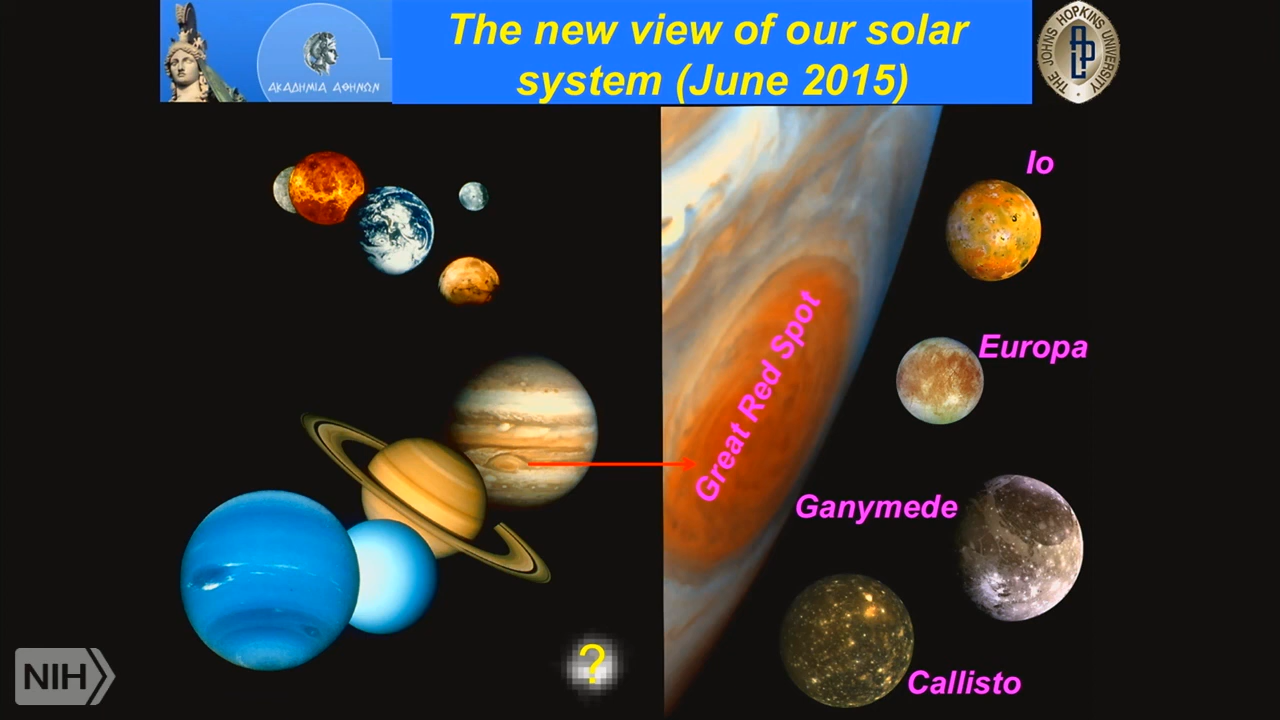 The new view of our solar
system (June 2015)
ΑΚΑΔΗΜΙΑ ΑΘΗΝΩΝ
THE JOHNS HOPKINS UNIVERSITY
APL
Io
Europa
Great Red Spot
Ganymede
Callisto
?
NIH